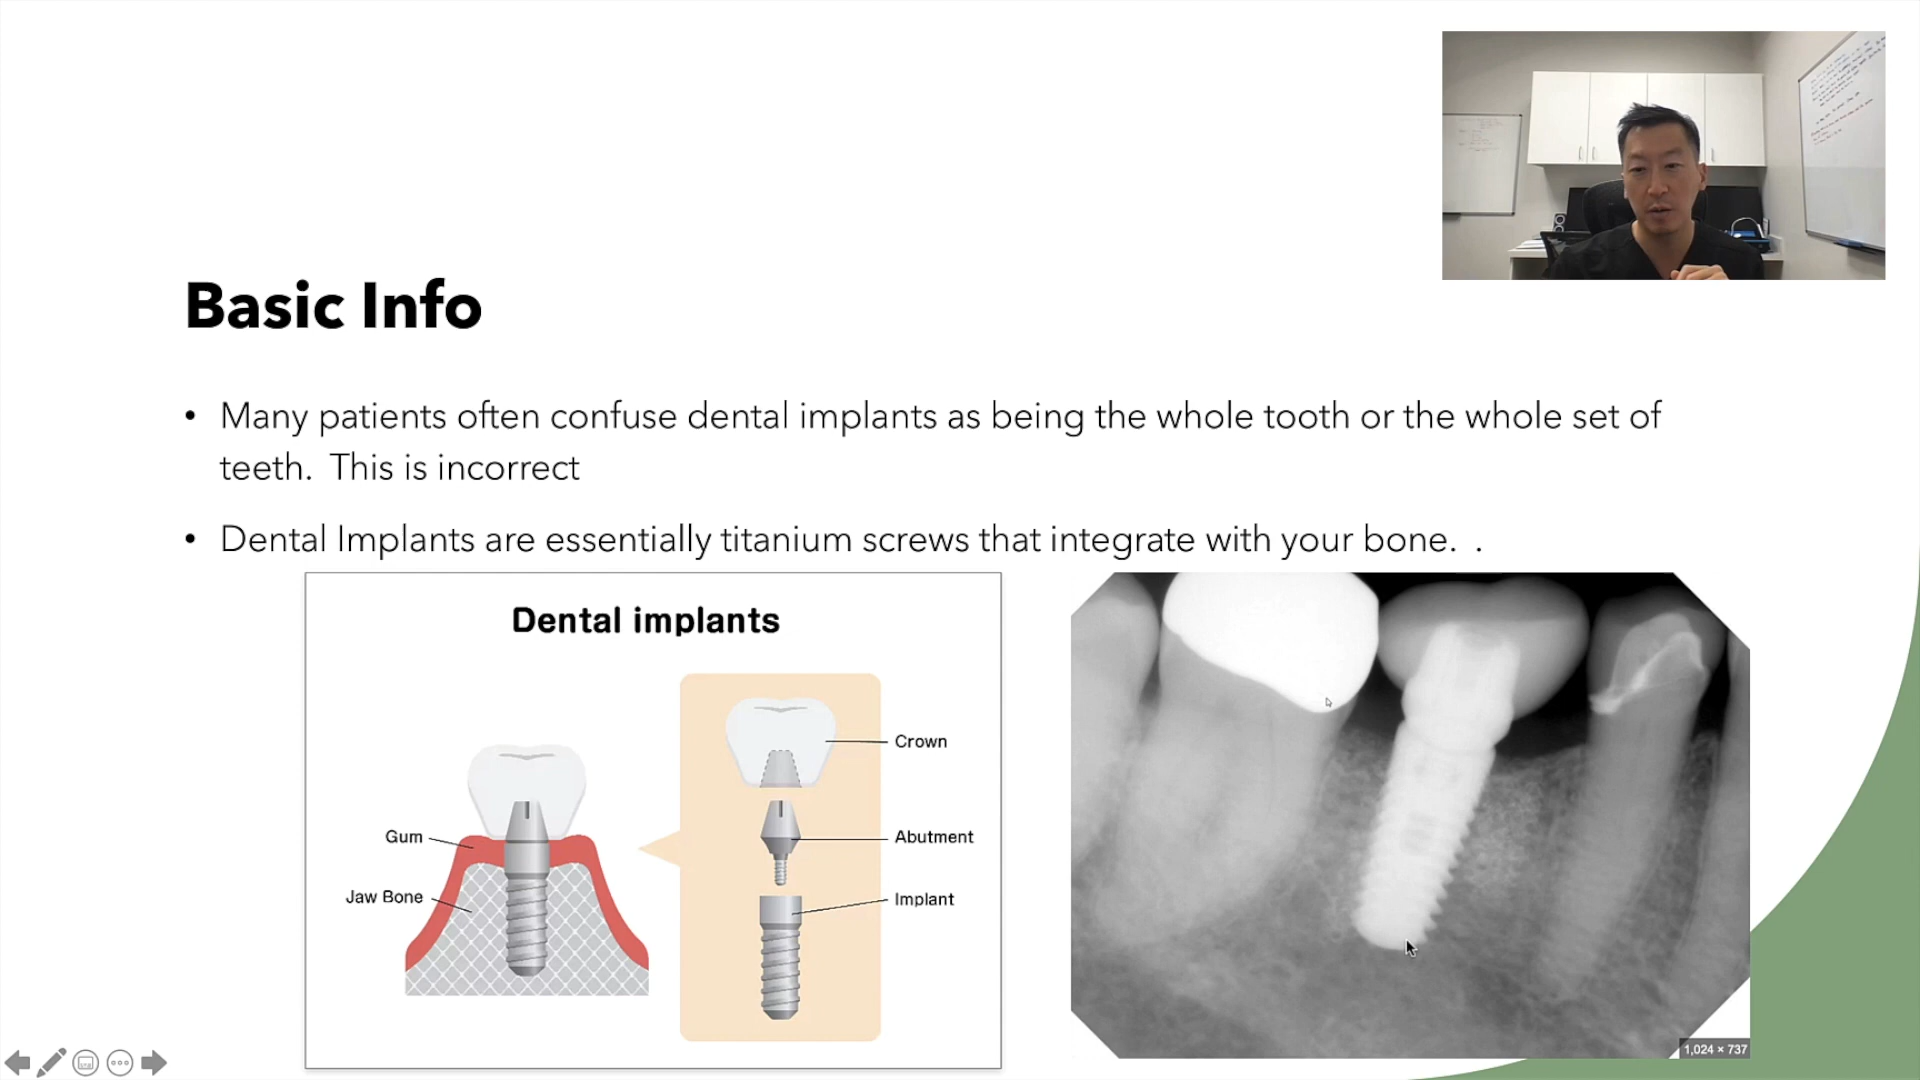 Basic Info
• Many patients often confuse dental implants as being the whole tooth or the whole set of
teeth.  This is incorrect
• Dental Implants are essentially titanium screws that integrate with your bone.  .
Dental implants
Crown
Gum
Abutment
Jaw Bone
Implant
1,024 × 737